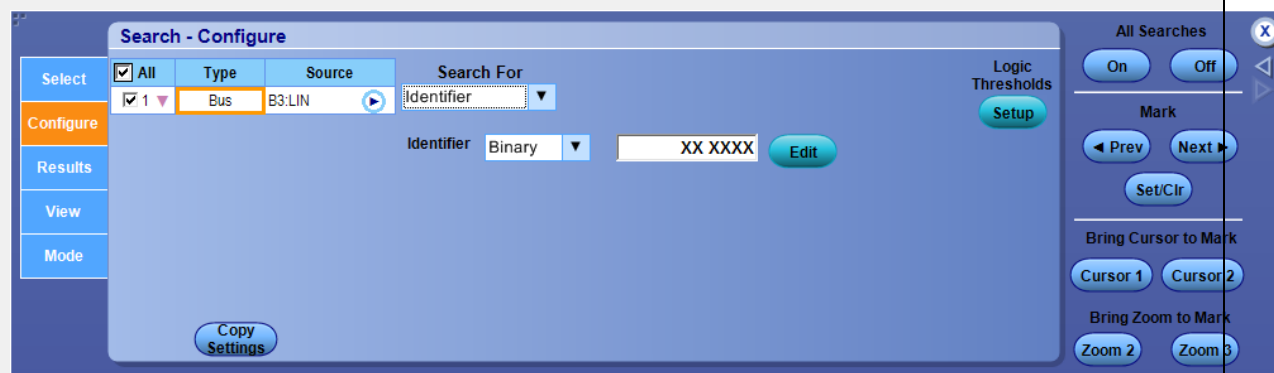 Search - Configure
Select
Configure
Results
View
Mode
All Type Source
1 Bus B3:LIN
Search For
Identifier
Identifier Binary XX XXXX Edit
Logic
Thresholds
Setup
Copy
Settings
All Searches
X
On Off
Mark
Prev Next
Set/Clr
Bring Cursor to Mark
Cursor 1 Cursor 2
Bring Zoom to Mark
Zoom 2 Zoom 3